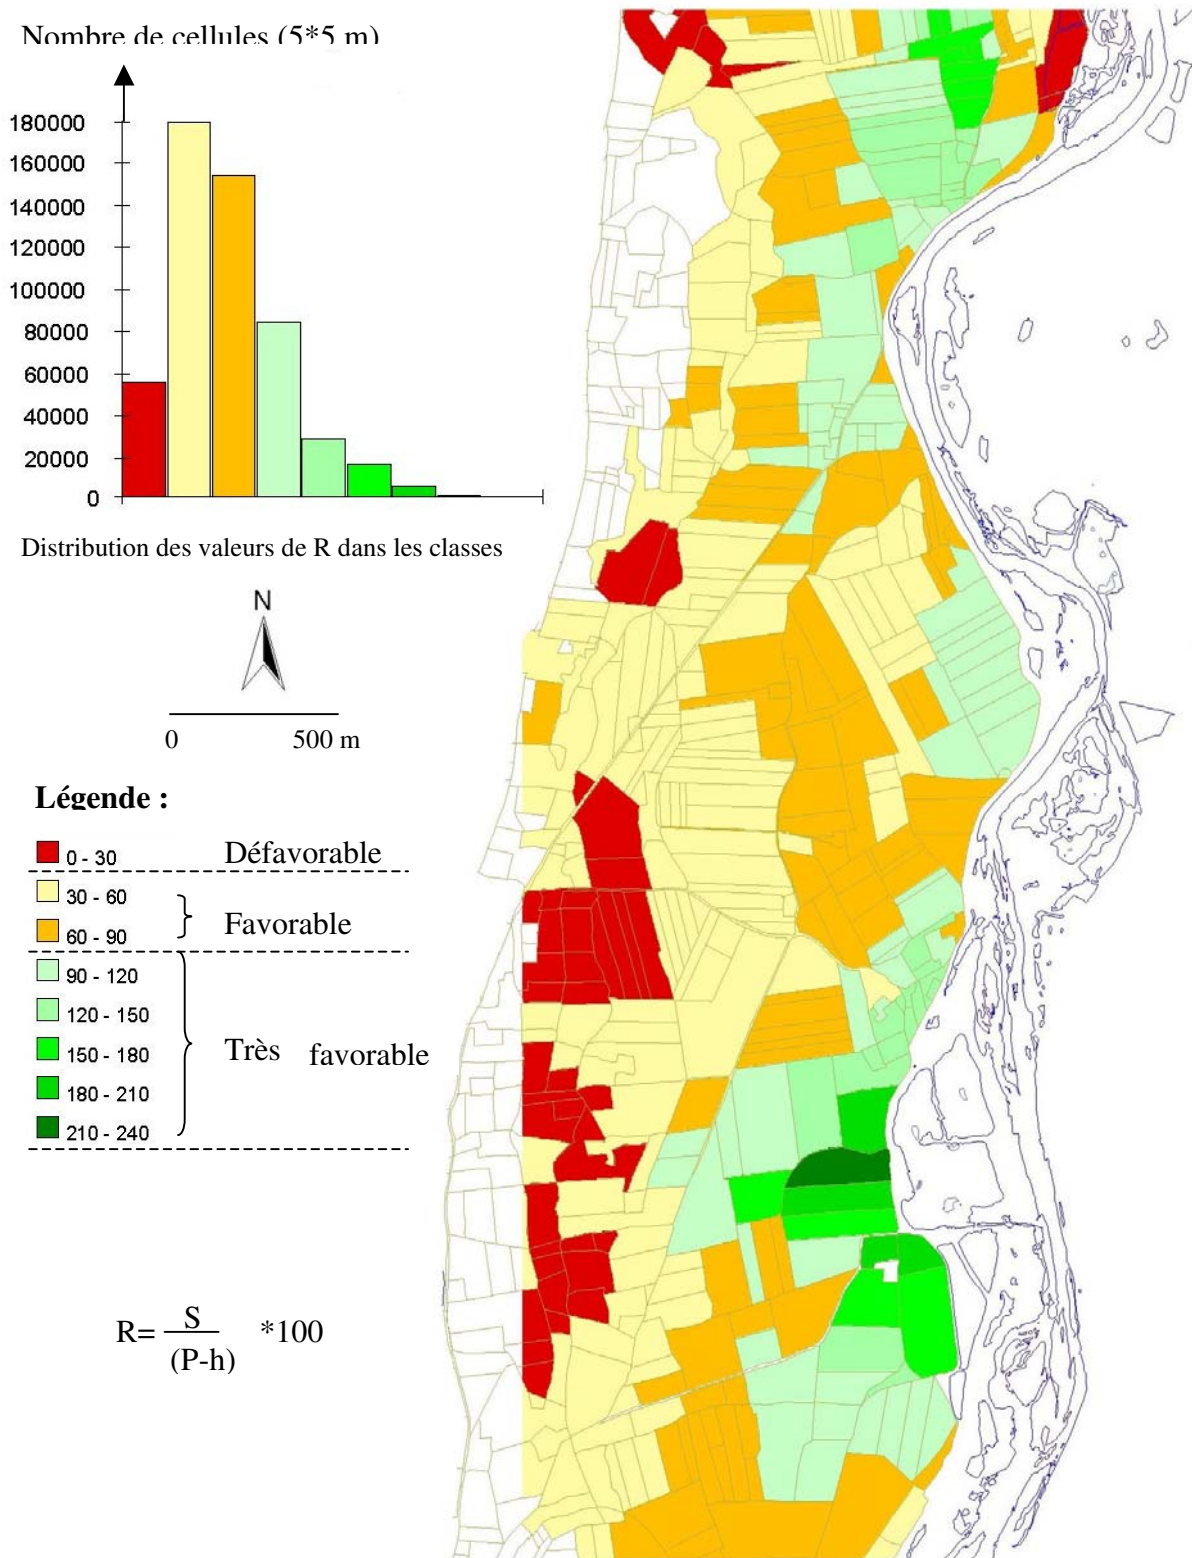 Nombre de cellules (5*5 m)
180000
160000
140000
120000
100000
80000
60000
40000
20000
0
Distribution des valeurs de R dans les classes
N
0 500 m
Légende :
0 - 30 Défavorable
30 - 60
60 - 90
Favorable
90 - 120
120 - 150
150 - 180
180 - 210
210 - 240
Très favorable
R= S *100
(P-h)